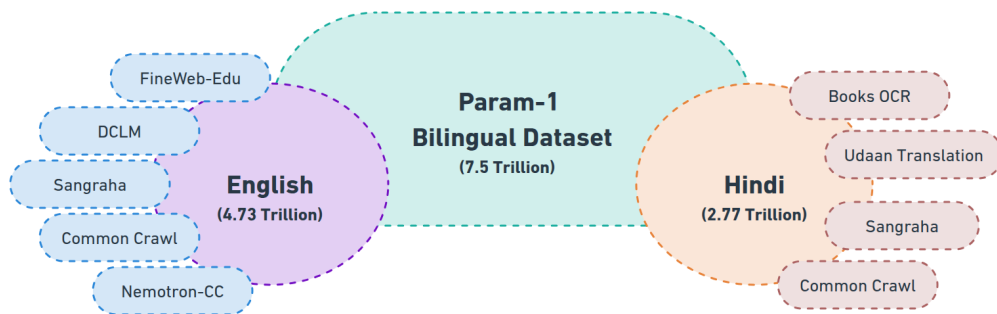 FineWeb-Edu
DCLM
Sangraha
Common Crawl
Nemotron-CC
English
(4.73 Trillion)
Param-1
Bilingual Dataset
(7.5 Trillion)
Hindi
(2.77 Trillion)
Books OCR
Udaan Translation
Sangraha
Common Crawl